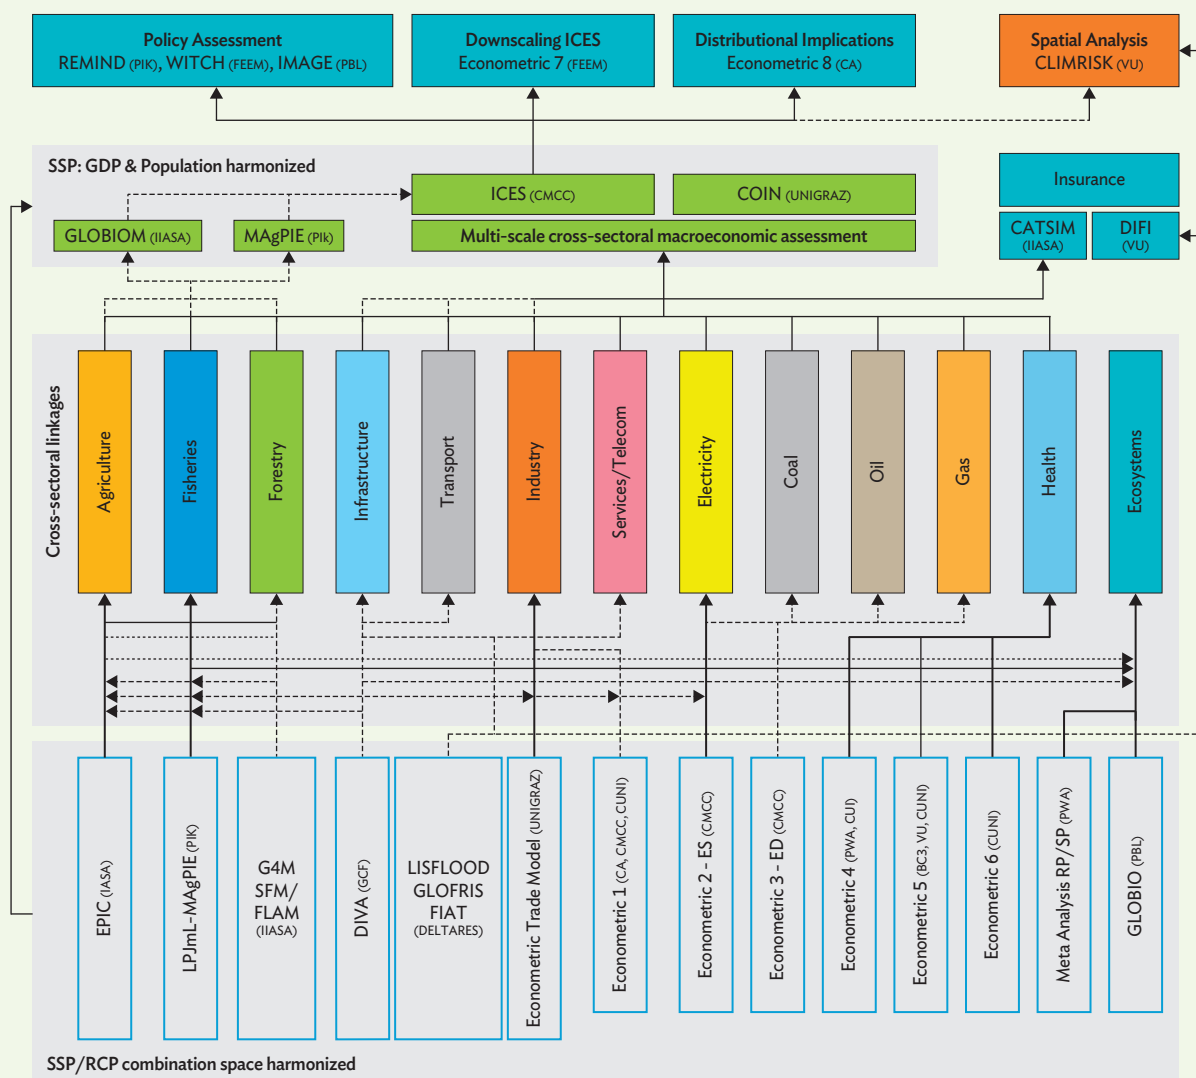 Policy Assessment
REMIND (PIK), WITCH (FEEM), IMAGE (PBL)
Downscaling ICES
Econometric 7 (FEEM)
Distributional Implications
Econometric 8 (CA)
Spatial Analysis
CLIMRISK (VU)
SSP: GDP & Population harmonized
ICES (CMCC)
COIN (UNIGRAZ)
GLOBIOM (IIASA)
MAgPIE (PIk)
Multi-scale cross-sectoral macroeconomic assessment
Insurance
CATSIM
(IIASA)
DIFI
(VU)
Cross-sectoral linkages
Agriculture
Fisheries
Forestry
Infrastructure
Transport
Industry
Services/Telecom
Electricity
Coal
Oil
Gas
Health
Ecosystems
EPIC (IASA)
LPJmL-MAgPIE (PIK)
G4M
SFM/
FLAM
(IIASA)
DIVA (GCF)
LISFLOOD
GLOFRIS
FIAT
(DELTARES)
Econometric Trade Model (UNIGRAZ)
Econometric 1 (CA, CMCC, CUNI)
Econometric 2 - ES (CMCC)
Econometric 3 - ED (CMCC)
Econometric 4 (PWA, CUI)
Econometric 5 (BC3, VU, CUNI)
Econometric 6 (CUNI)
Meta Analysis RP/SP (PWA)
GLOBIO (PBL)
SSP/RCP combination space harmonized